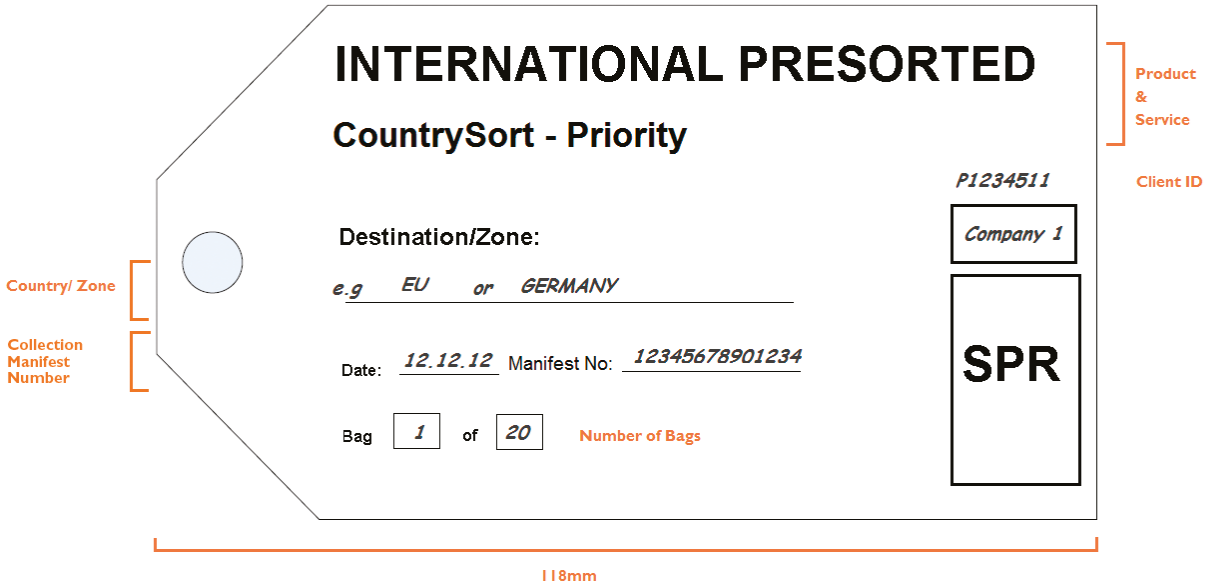 INTERNATIONAL PRESORTED
Product
&
Service
CountrySort - Priority
P1234511
Client ID
Company 1
Destination/Zone:
Country/ Zone
e.g EU or GERMANY
Collection
Manifest
Number
Date: 12.12.12 Manifest No: 12345678901234
SPR
Bag 1 of 20 Number of Bags
118mm